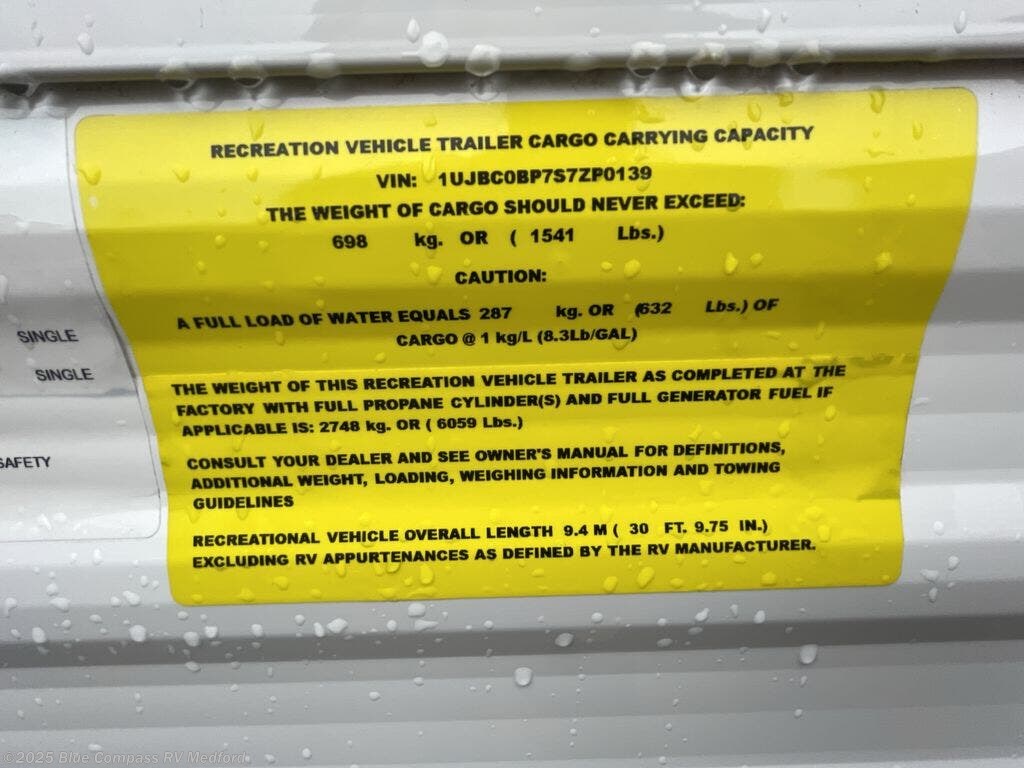 RECREATION VEHICLE TRAILER CARGO CARRYING CAPACITY
VIN: 1UJBC0BP7S7ZP0139
THE WEIGHT OF CARGO SHOULD NEVER EXCEED:
698 kg. OR ( 1541 Lbs.)
CAUTION:
A FULL LOAD OF WATER EQUALS 287 kg. OR (632 Lbs.) OF
CARGO @ 1 kg/L (8.3Lb/GAL)
THE WEIGHT OF THIS RECREATION VEHICLE TRAILER AS COMPLETED AT THE
FACTORY WITH FULL PROPANE CYLINDER(S) AND FULL GENERATOR FUEL IF
APPLICABLE IS: 2748 kg. OR ( 6059 Lbs.)
CONSULT YOUR DEALER AND SEE OWNER'S MANUAL FOR DEFINITIONS,
ADDITIONAL WEIGHT, LOADING, WEIGHING INFORMATION AND TOWING
GUIDELINES
RECREATIONAL VEHICLE OVERALL LENGTH 9.4 M ( 30 FT. 9.75 IN.)
EXCLUDING RV APPURTENANCES AS DEFINED BY THE RV MANUFACTURER.
SINGLE
SINGLE
SAFETY
©2025 Blue Compass RV Medford